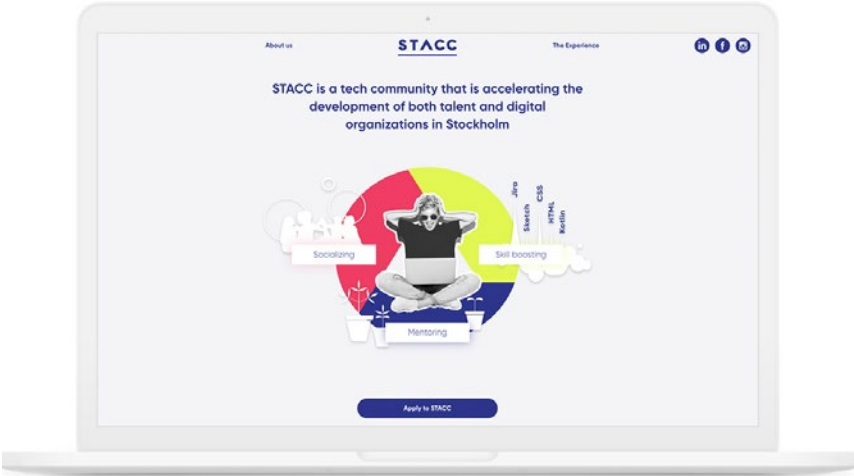 About us
STACC
The Experience
in f
STACC is a tech community that is accelerating the
development of both talent and digital
organizations in Stockholm
Jira
Sketch
CSS
HTML
Kotlin
Socializing
Skill boosting
Mentoring
Apply to STACC